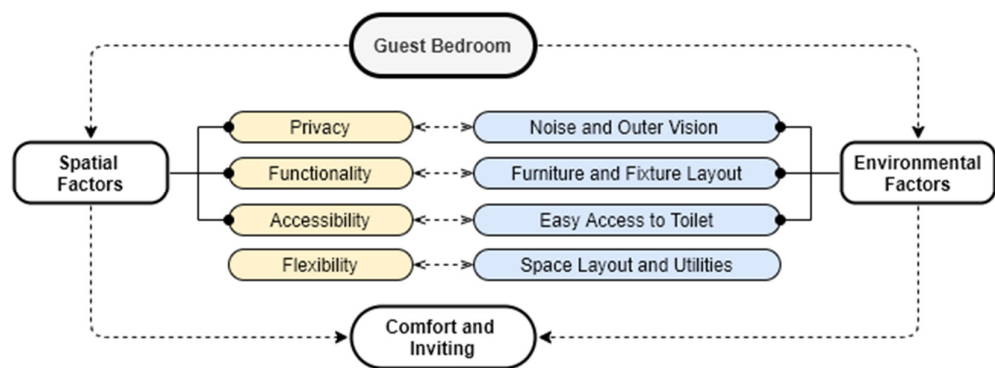 Guest Bedroom
Privacy
Noise and Outer Vision
Spatial
Factors
Functionality
Furniture and Fixture Layout
Environmental
Factors
Accessibility
Easy Access to Toilet
Flexibility
Space Layout and Utilities
Comfort and
Inviting